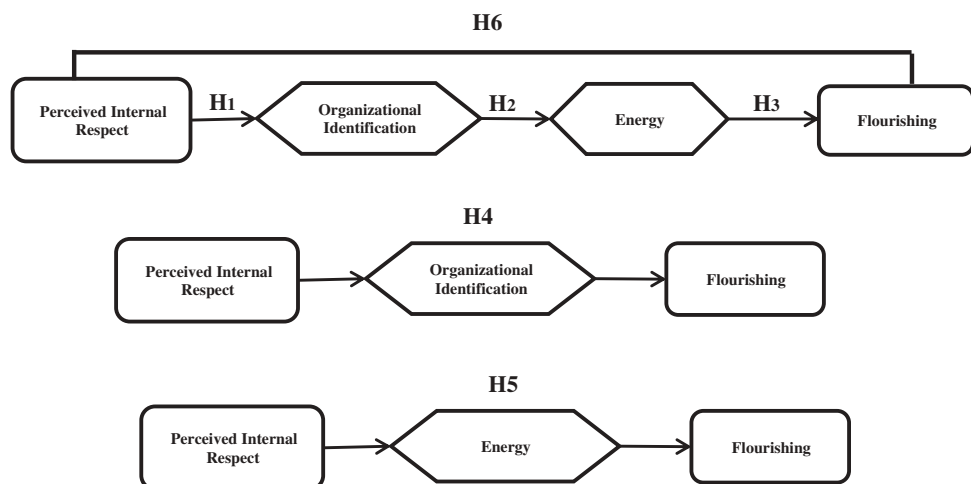 H6
Perceived Internal
Respect
H1
Organizational
Identification
H2
Energy
H3
Flourishing
H4
Perceived Internal
Respect
Organizational
Identification
Flourishing
H5
Perceived Internal
Respect
Energy
Flourishing